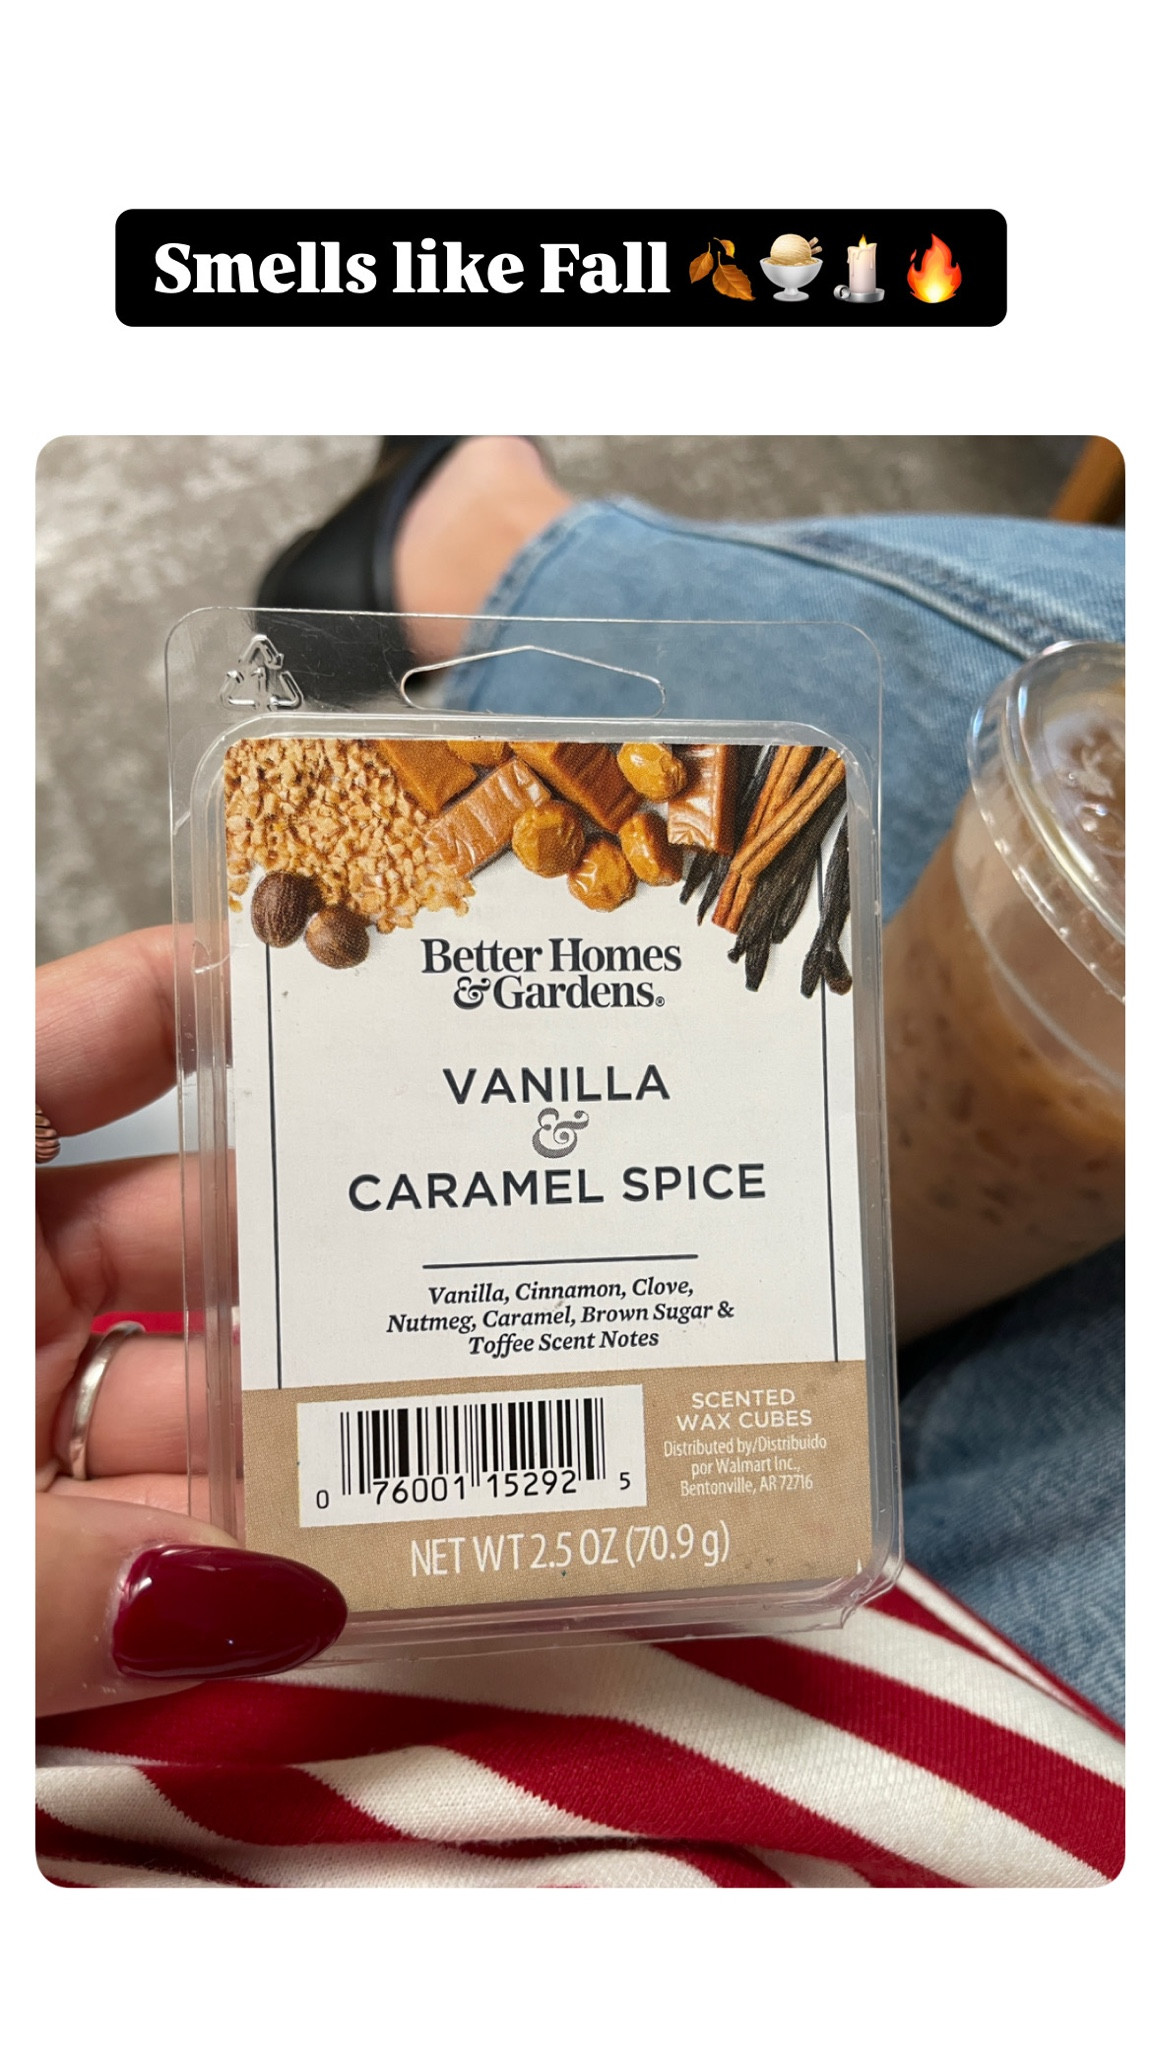 Smells like Fall 🍂🍨🕯️🔥
1
Better Homes
& Gardens®
VANILLA
&
CARAMEL SPICE
Vanilla, Cinnamon, Clove,
Nutmeg, Caramel, Brown Sugar &
Toffee Scent Notes
0 76001 15292 5
SCENTED
WAX CUBES
Distributed by/Distribuido
por Walmart Inc.,
Bentonville, AR 72716
NET WT 2.5 OZ (70.9 g)